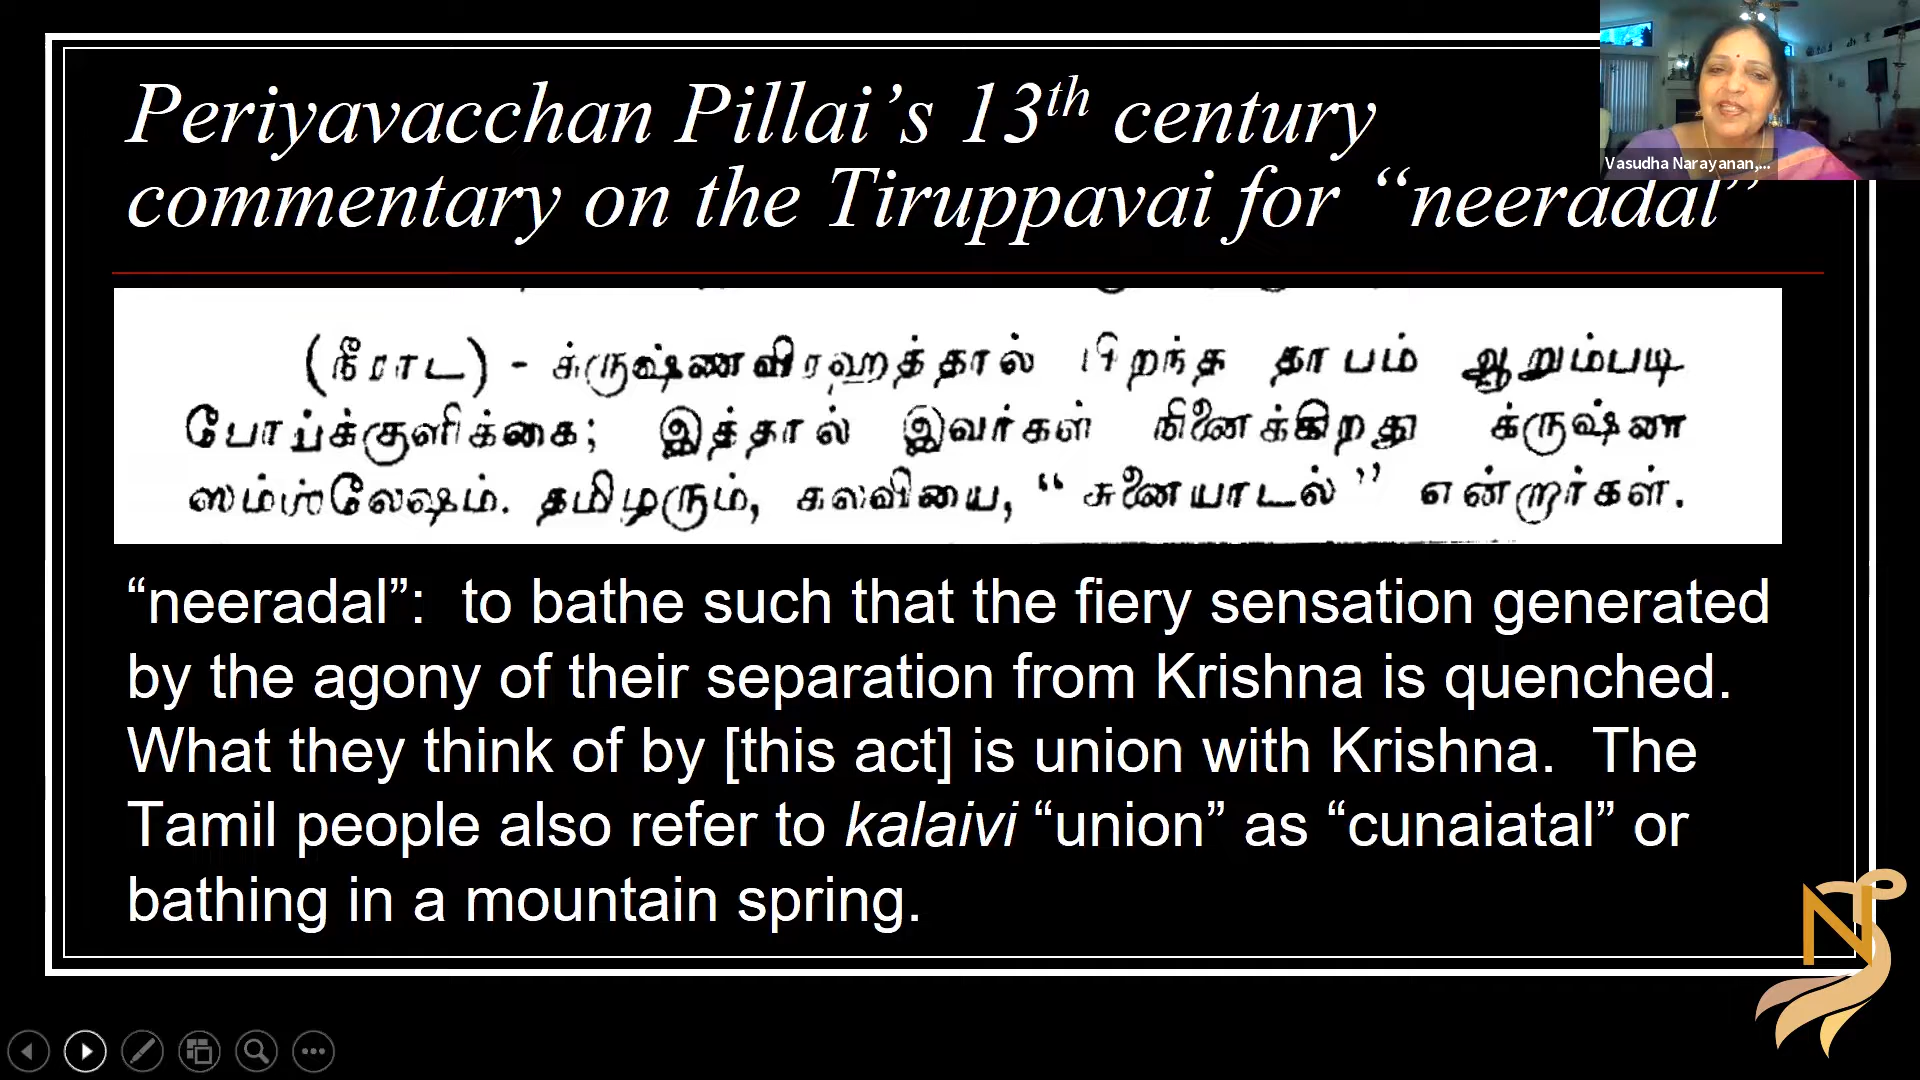 Periyavacchan Pillai’s 13th century
commentary on the Tiruppavai for “neeradal”
Vasudha Narayanan,...
(நீராட) - க்ருஷ்ணவிரஹத்தால் பிறந்த தாபம் ஆறும்படி
போய்க்குளிக்கை; இத்தால் இவர்கள் நினைக்கிறது க்ருஷ்ண
ஸம்ஶ்லேஷம். தமிழரும், கலவியை, “சுனையாடல்” என்றார்கள்.
“neeradal”: to bathe such that the fiery sensation generated
by the agony of their separation from Krishna is quenched.
What they think of by [this act] is union with Krishna. The
Tamil people also refer to kalaivi “union” as “cunaiatal” or
bathing in a mountain spring.
N